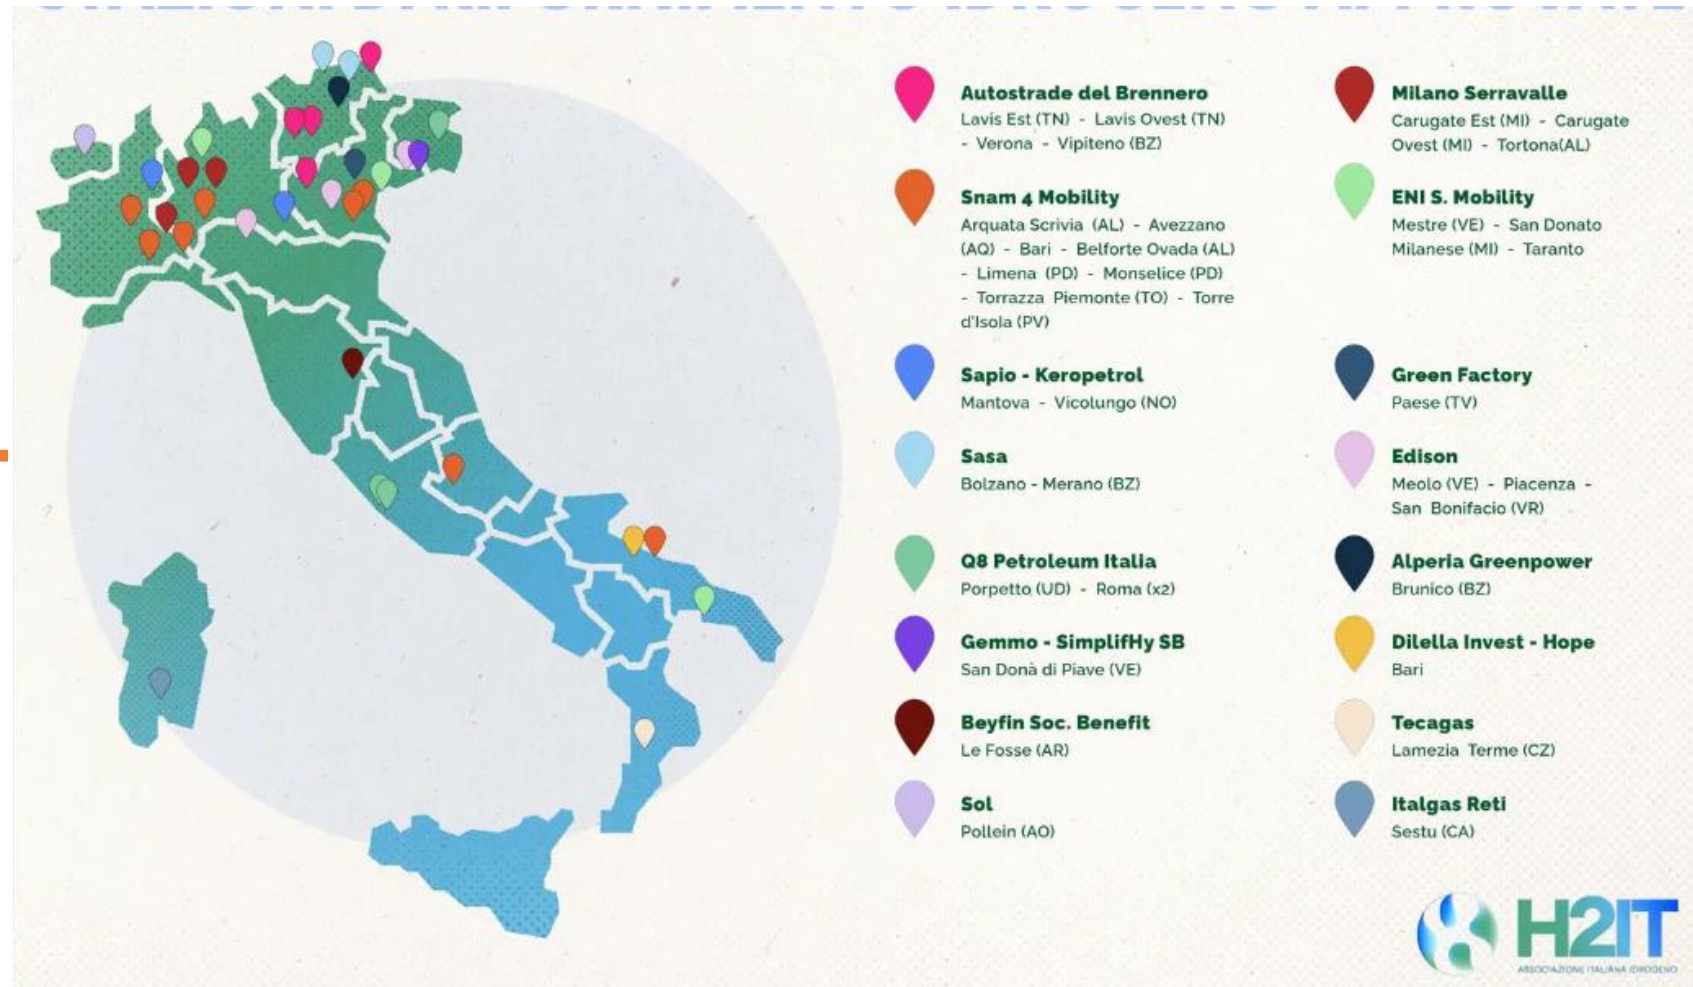 Autostrade del Brennero
Lavis Est (TN) - Lavis Ovest (TN)
- Verona - Vipiteno (BZ)
Snam 4 Mobility
Arquata Scrivia (AL) - Avezzano
(AQ) - Bari - Belforte Ovada (AL)
- Limena (PD) - Monselice (PD)
- Torrazza Piemonte (TO) - Torre
d'Isola (PV)
Sapio - Keropetrol
Mantova - Vicolungo (NO)
Sasa
Bolzano - Merano (BZ)
Q8 Petroleum Italia
Porpetto (UD) - Roma (x2)
Gemmo - SimplifHy SB
San Donà di Piave (VE)
Beyfin Soc. Benefit
Le Fosse (AR)
Sol
Pollein (AO)
Milano Serravalle
Carugate Est (MI) - Carugate
Ovest (MI) - Tortona(AL)
ENI S. Mobility
Mestre (VE) - San Donato
Milanese (MI) - Taranto
Green Factory
Paese (TV)
Edison
Meolo (VE) - Piacenza -
San Bonifacio (VR)
Alperia Greenpower
Brunico (BZ)
Dilella Invest - Hope
Bari
Tecagas
Lamezia Terme (CZ)
Italgas Reti
Sestu (CA)
H2IT
ASSOCIAZIONE ITALIANA IDROGENO